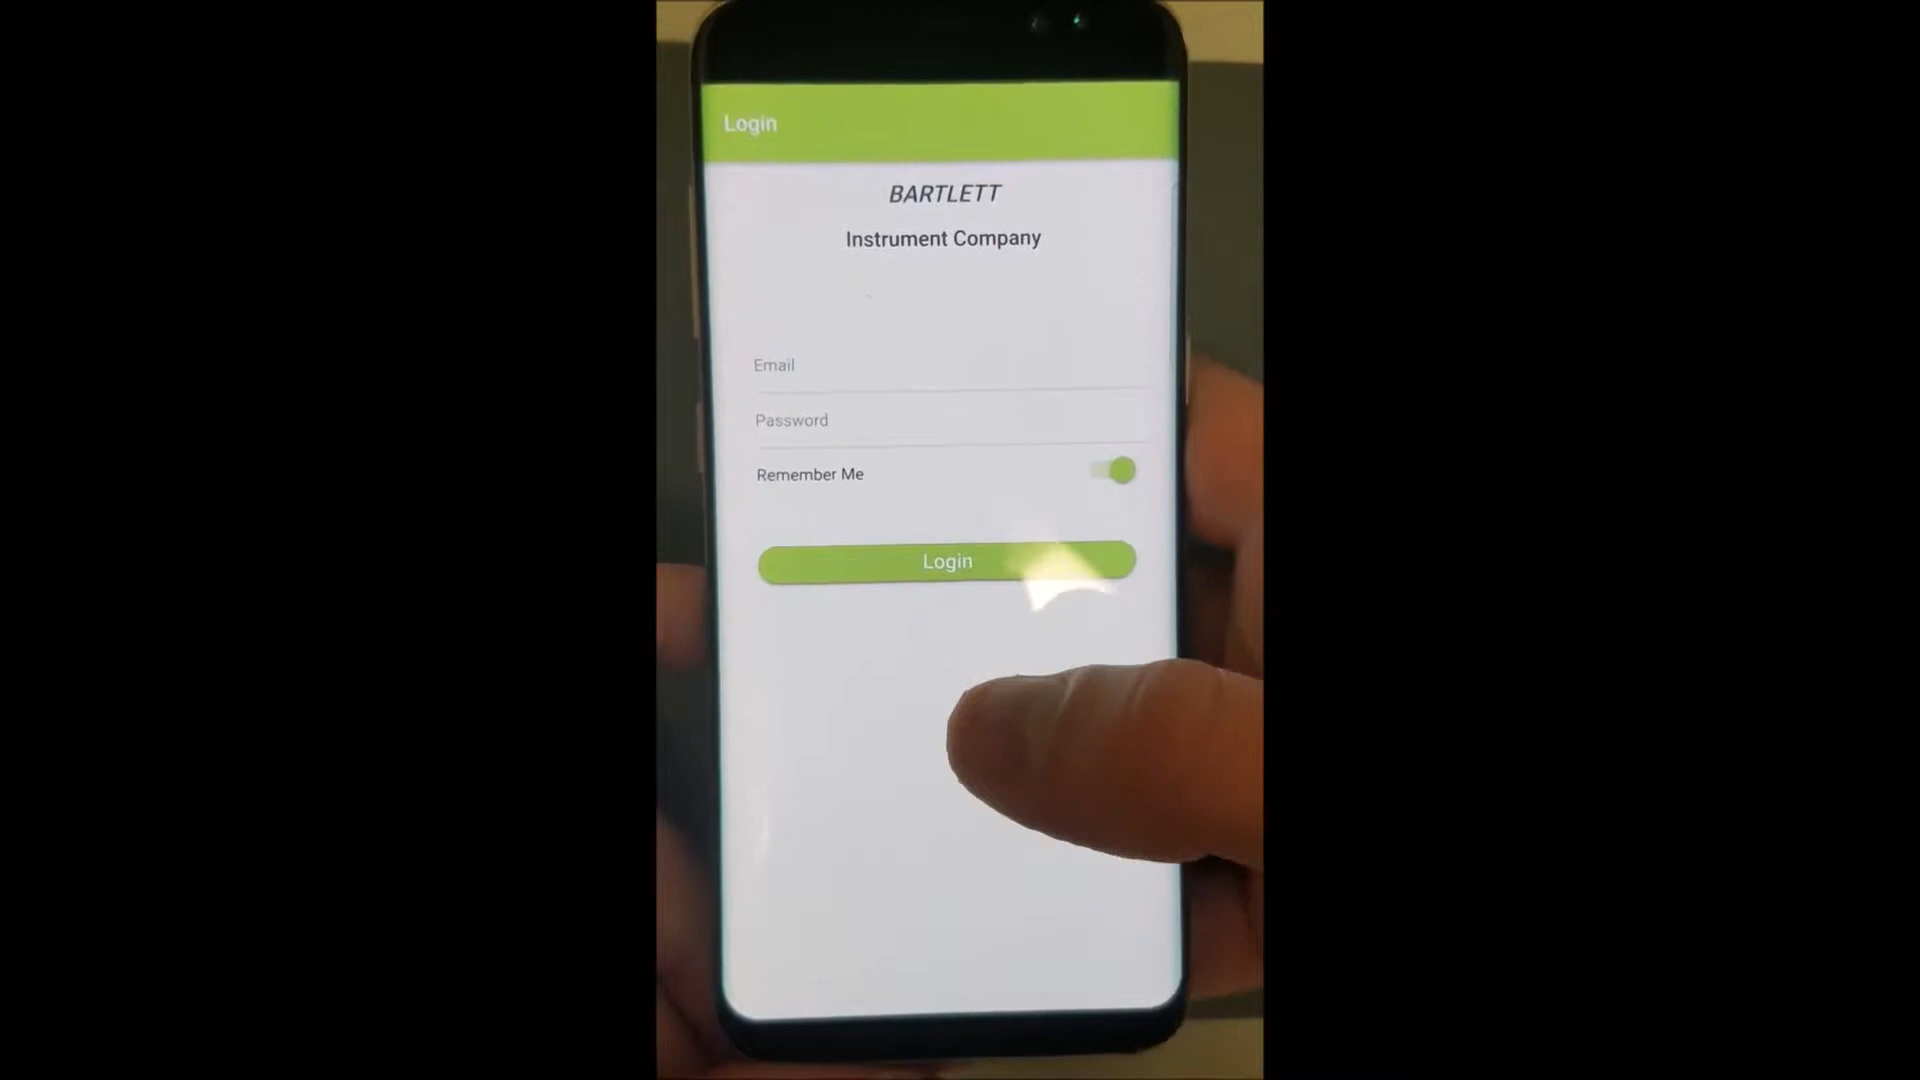 Login
BARTLETT
Instrument Company
Email
Password
Remember Me
Login